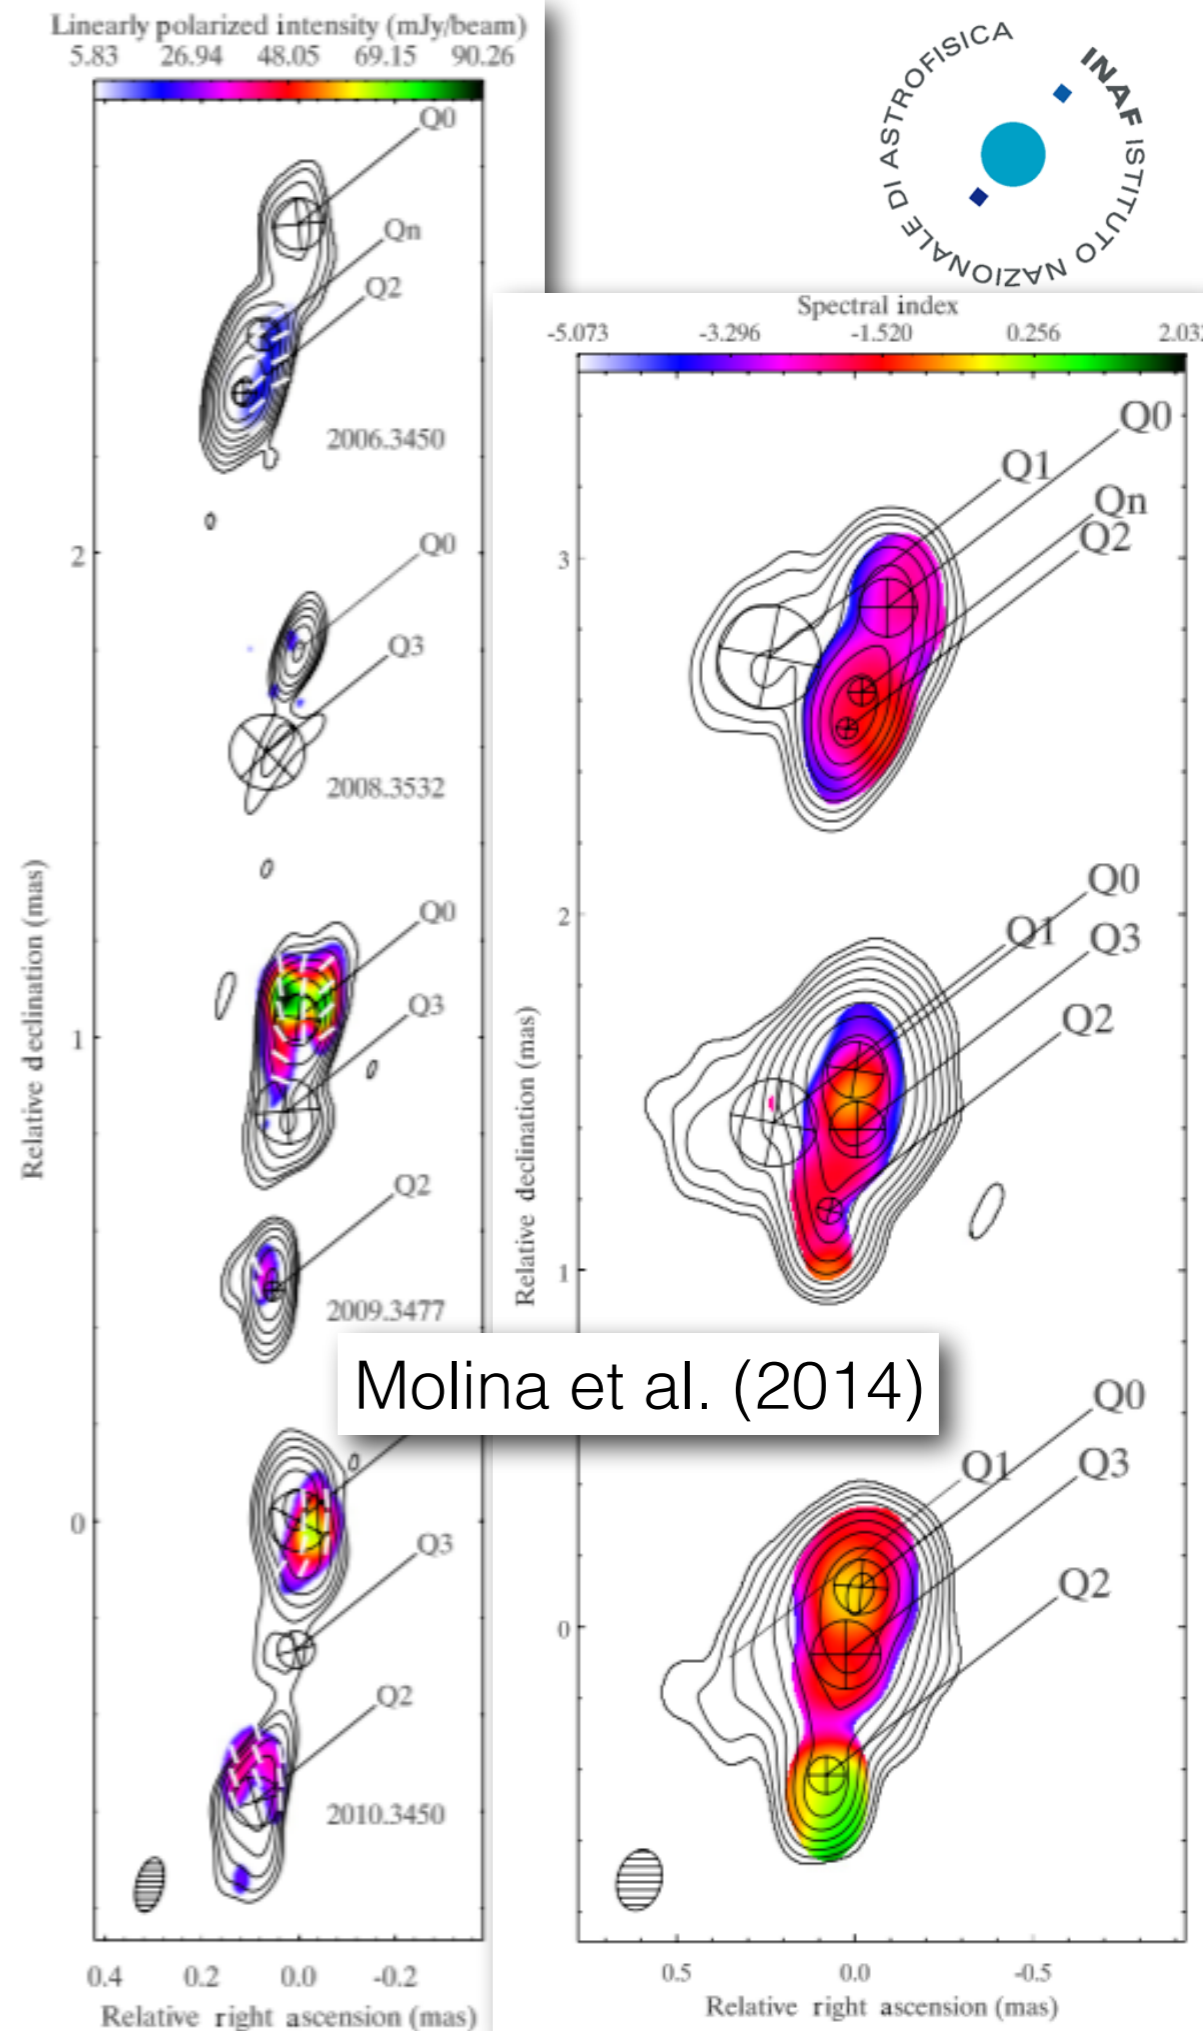 Linearly polarized intensity (mJy/beam)
5.83 26.94 48.05 69.15 90.26
Q0
Qn
Q2
2006.3450
2
Q0
Q3
2008.3532
Q0
1
Q3
Q2
2009.3477
0
Q3
Q2
2010.3450
Relative declination (mas)
0.4 0.2 0.0 -0.2
Relative right ascension (mas)
INAF ISTITUTO NAZIONALE DI ASTROFISICA
Spectral index
-5.073 -3.296 -1.520 0.256 2.032
Q0
Q1
Qn
Q2
3
Q0
2
Q1
Q3
Q2
1
Molina et al. (2014)
Q0
Q1
Q3
Q2
0
Relative declination (mas)
0.5 0.0 -0.5
Relative right ascension (mas)